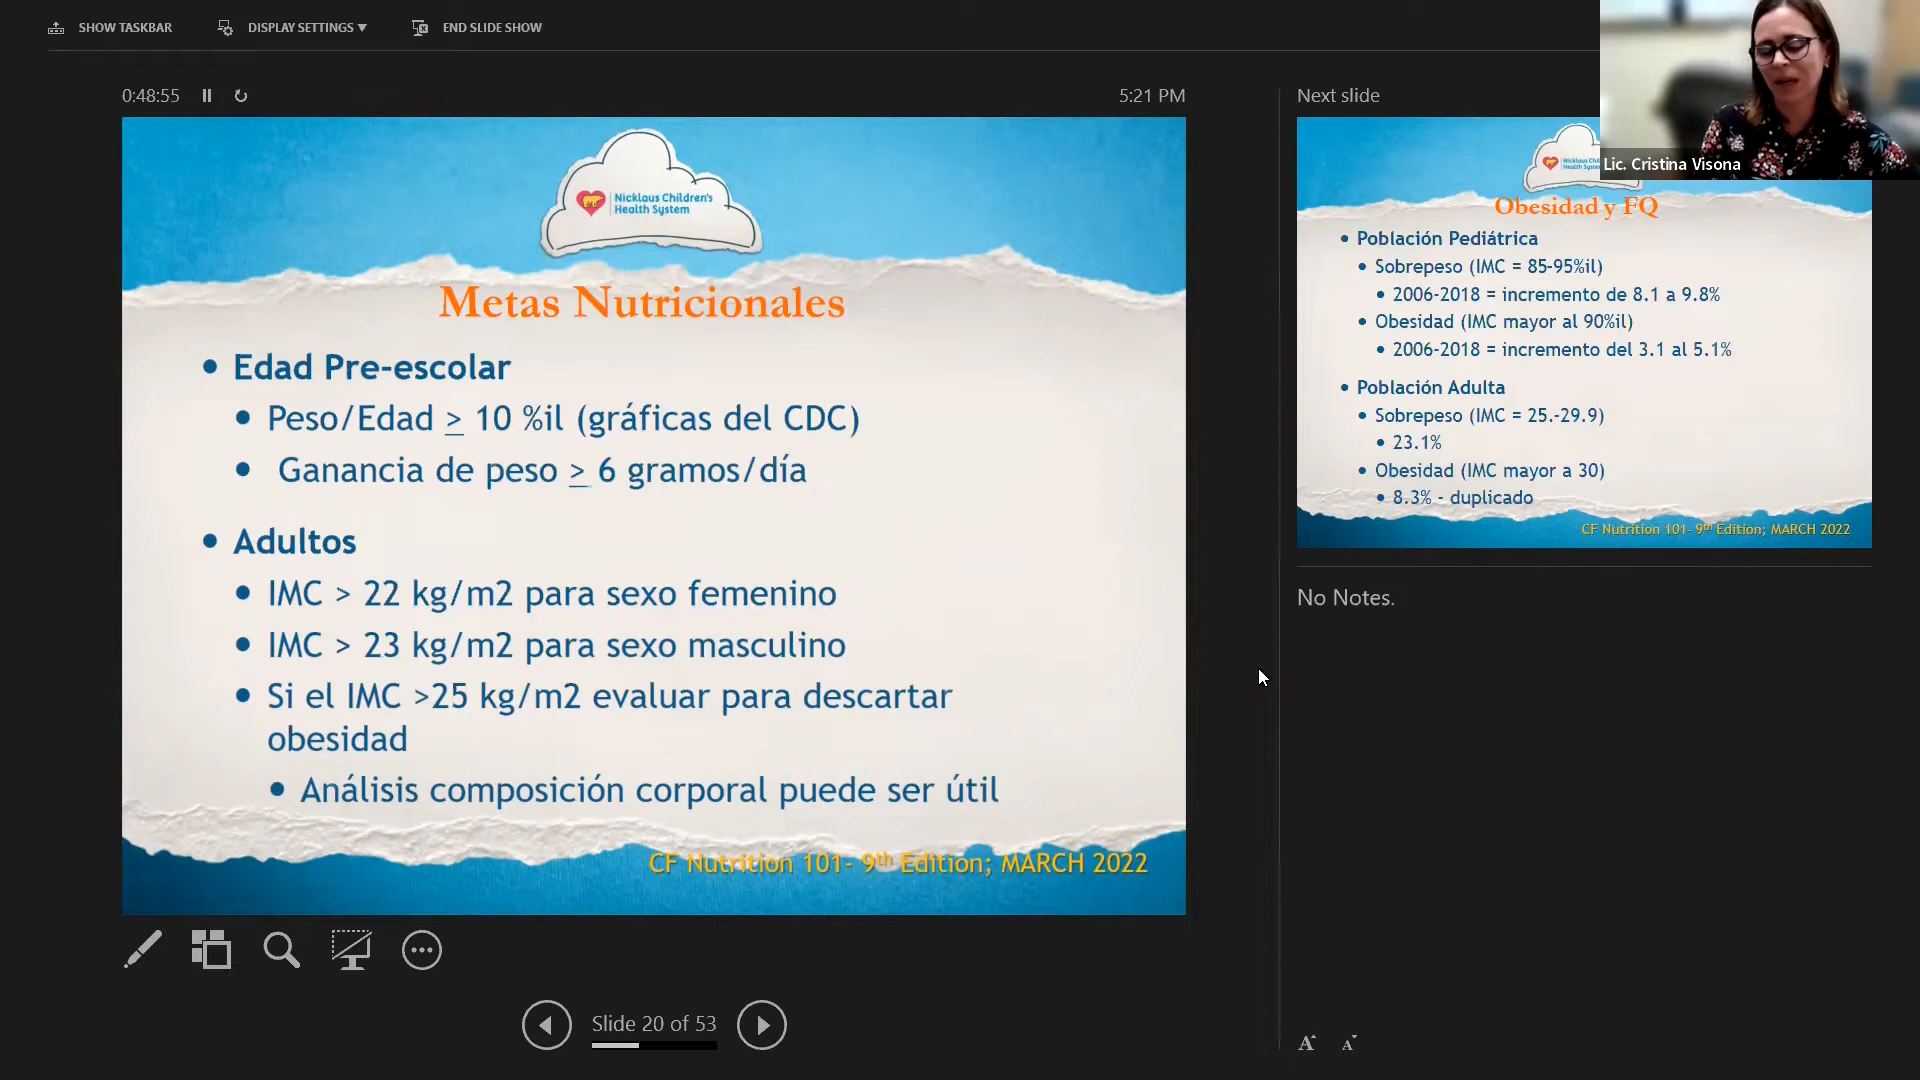 SHOW TASKBAR
DISPLAY SETTINGS ▼
END SLIDE SHOW
0:48:55
5:21 PM
Nicklaus Children's
Health System
Metas Nutricionales
• Edad Pre-escolar
• Peso/Edad > 10 %il (gráficas del CDC)
• Ganancia de peso > 6 gramos/día
• Adultos
• IMC > 22 kg/m2 para sexo femenino
• IMC > 23 kg/m2 para sexo masculino
• Si el IMC >25 kg/m2 evaluar para descartar
obesidad
• Análisis composición corporal puede ser útil
CF Nutrition 101- 9th Edition; MARCH 2022
Slide 20 of 53
Next slide
Lic. Cristina Visona
Obesidad y FQ
• Población Pediátrica
• Sobrepeso (IMC = 85-95%il)
• 2006-2018 = incremento de 8.1 a 9.8%
• Obesidad (IMC mayor al 90%il)
• 2006-2018 = incremento del 3.1 al 5.1%
• Población Adulta
• Sobrepeso (IMC = 25.-29.9)
• 23.1%
• Obesidad (IMC mayor a 30)
• 8.3% - duplicado
CF Nutrition 101- 9th Edition; MARCH 2022
No Notes.
A A